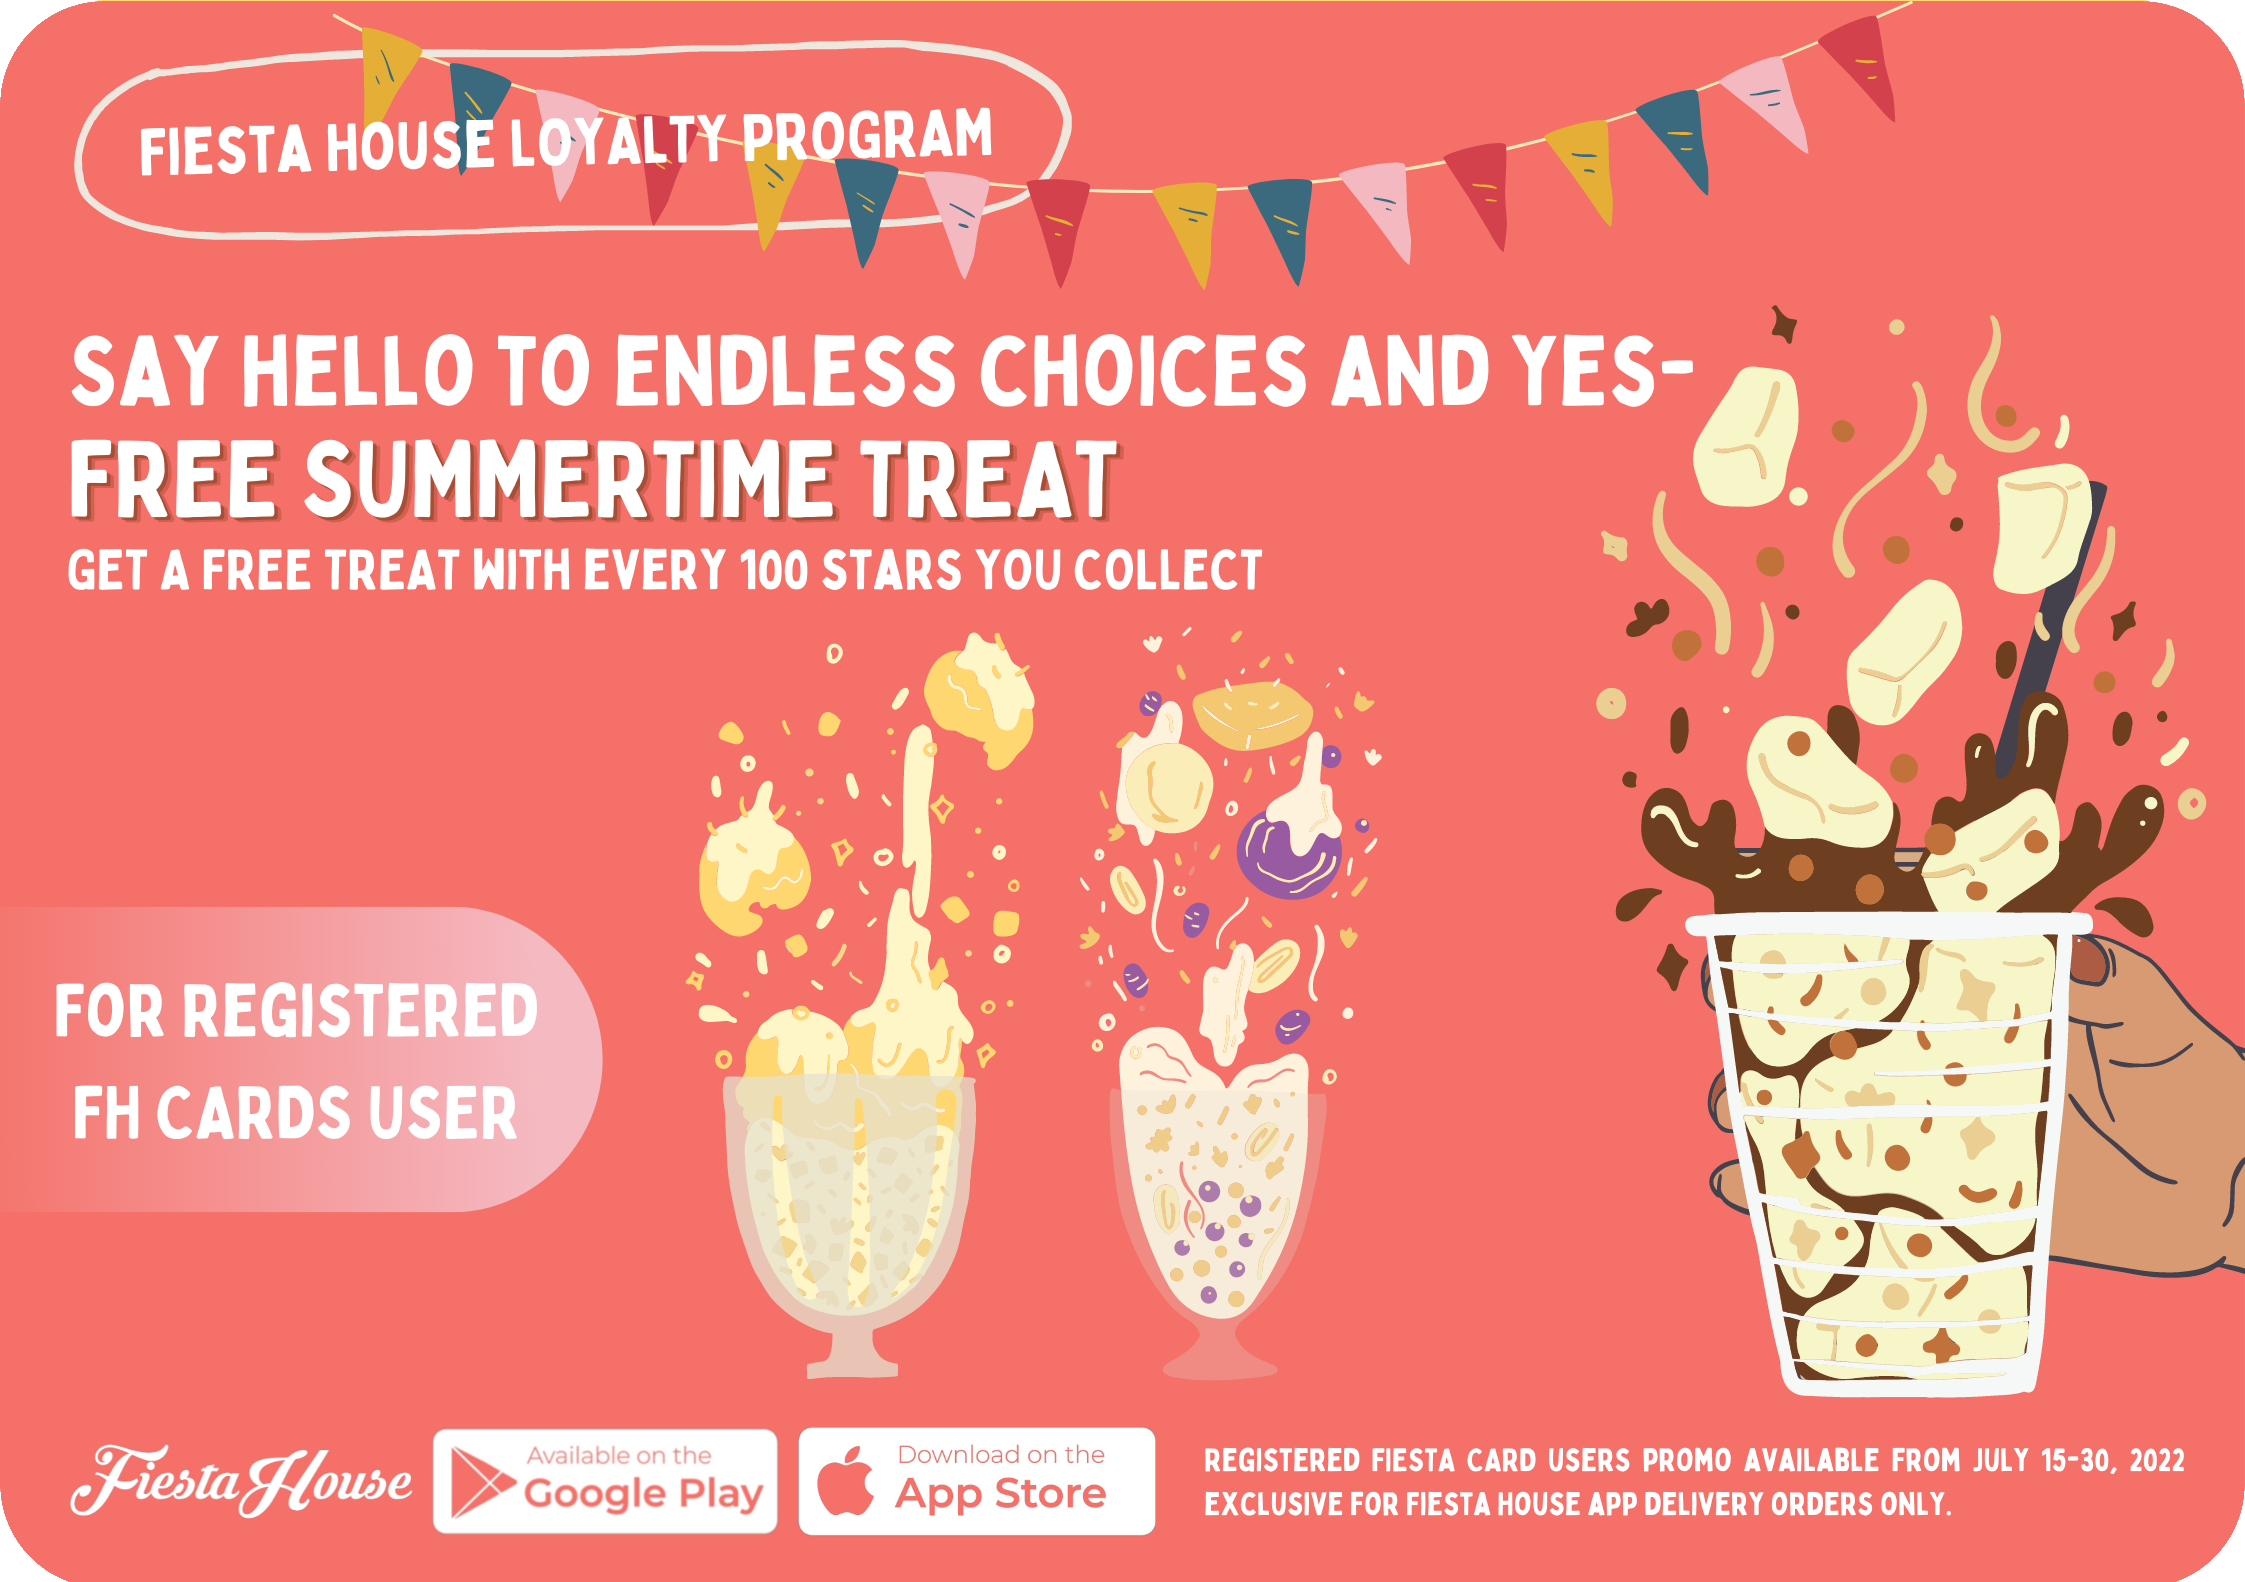 FIESTA HOUSE LOYALTY PROGRAM
SAY HELLO TO ENDLESS CHOICES AND YES-
FREE SUMMERTIME TREAT
GET A FREE TREAT WITH EVERY 100 STARS YOU COLLECT
FOR REGISTERED
FH CARDS USER
Fiesta House
Available on the
Google Play
Download on the
App Store
REGISTERED FIESTA CARD USERS PROMO AVAILABLE FROM JULY 15-30, 2022
EXCLUSIVE FOR FIESTA HOUSE APP DELIVERY ORDERS ONLY.